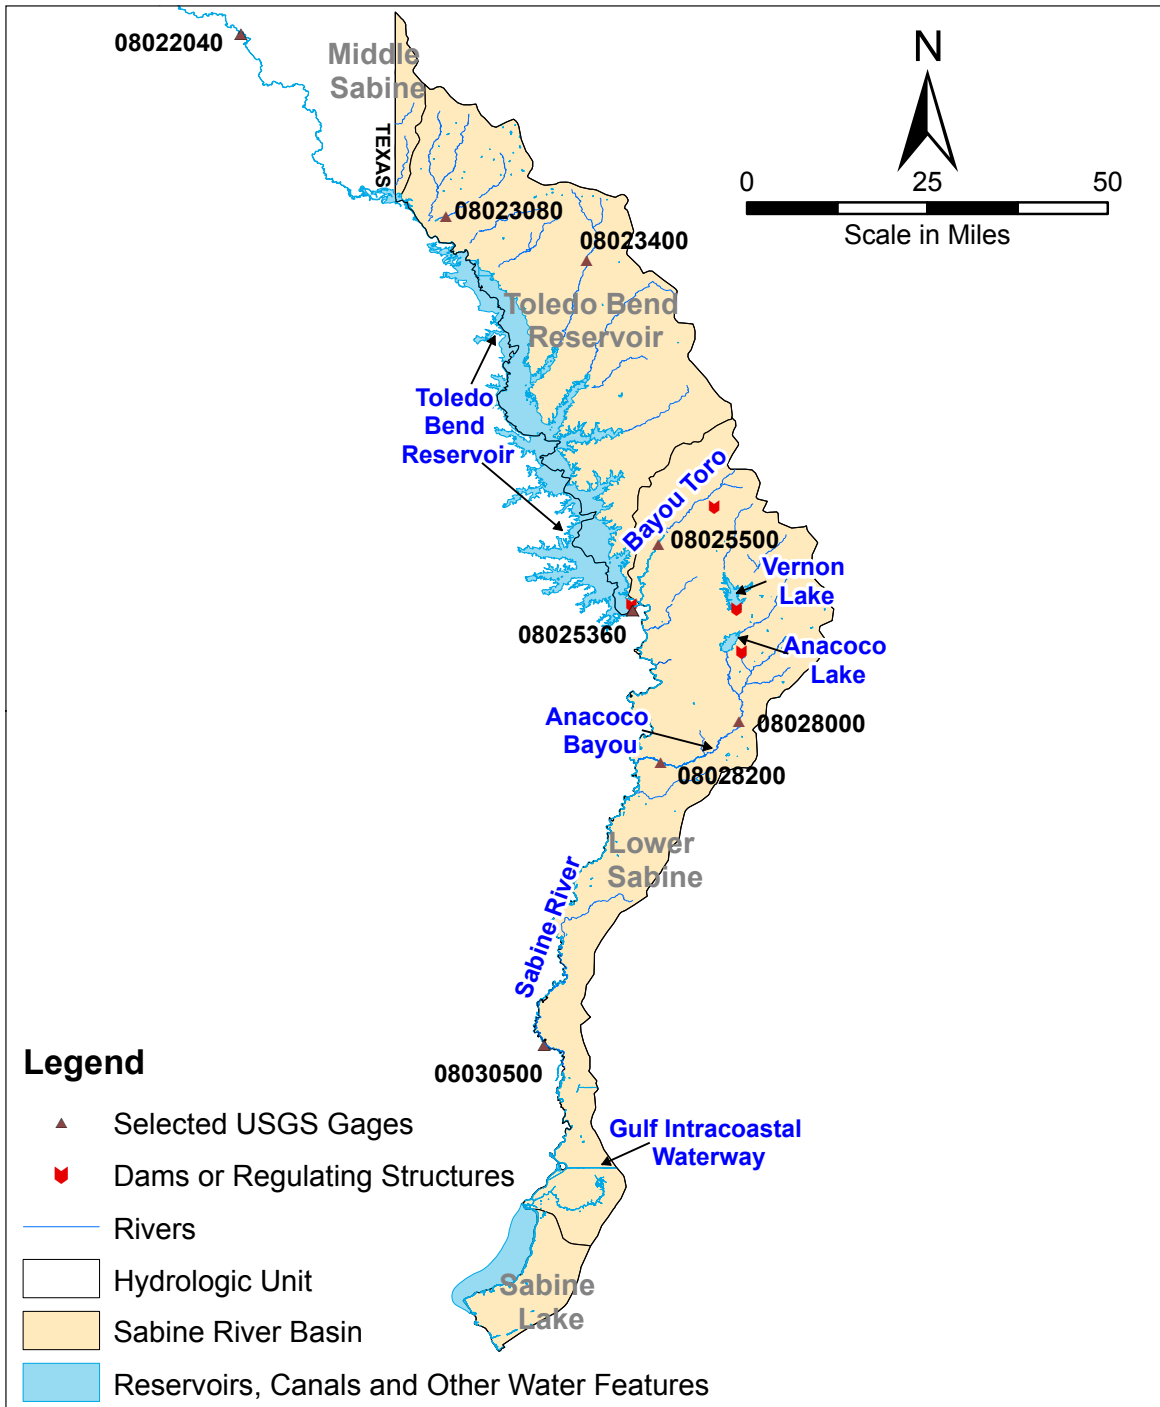 08022040
Middle
Sabine
N
TEXAS
0
25
50
Scale in Miles
08023080
08023400
Toledo Bend
Reservoir
Toledo
Bend
Reservoir
Bayou Toro
08025500
Vernon
Lake
08025360
Anacoco
Lake
Anacoco
Bayou
08028000
08028200
Lower
Sabine
Sabine River
08030500
Gulf Intracoastal
Waterway
Sabine
Lake
Legend
Selected USGS Gages
Dams or Regulating Structures
Rivers
Hydrologic Unit
Sabine River Basin
Reservoirs, Canals and Other Water Features